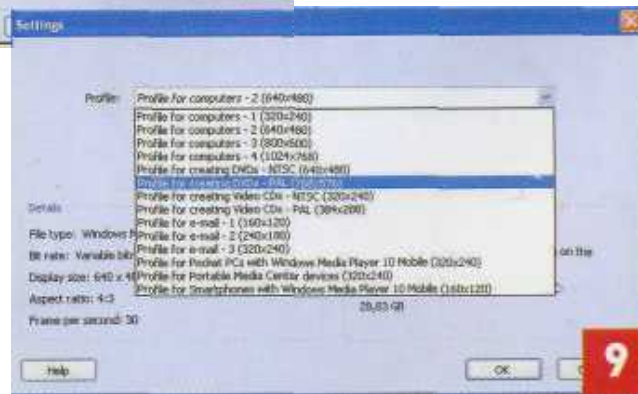 Settings
Profile: Profile for computers - 2 (640x480)
Profile for computers - 1 (320x240)
Profile for computers - 2 (640x480)
Profile for computers - 3 (800x600)
Profile for computers - 4 (1024x768)
Profile for creating DVDs - NTSC (640x480)
Profile for creating DVDs - PAL (768x576)
Profile for creating Video CDs - NTSC (320x240)
Profile for creating Video CDs - PAL (384x288)
Profile for e-mail - 1 (160x120)
Profile for e-mail - 2 (240x180)
Profile for e-mail - 3 (320x240)
Profile for Pocket PCs with Windows Media Player 10 Mobile (320x240)
Profile for Portable Media Center devices (320x240)
Profile for Smartphones with Windows Media Player 10 Mobile (160x120)
Details
File type: Windows
Bit rate: Variable on the
Display size: 640 x
Aspect ratio: 4:3
28,83 GB
Frame per second: 30
Help OK
9